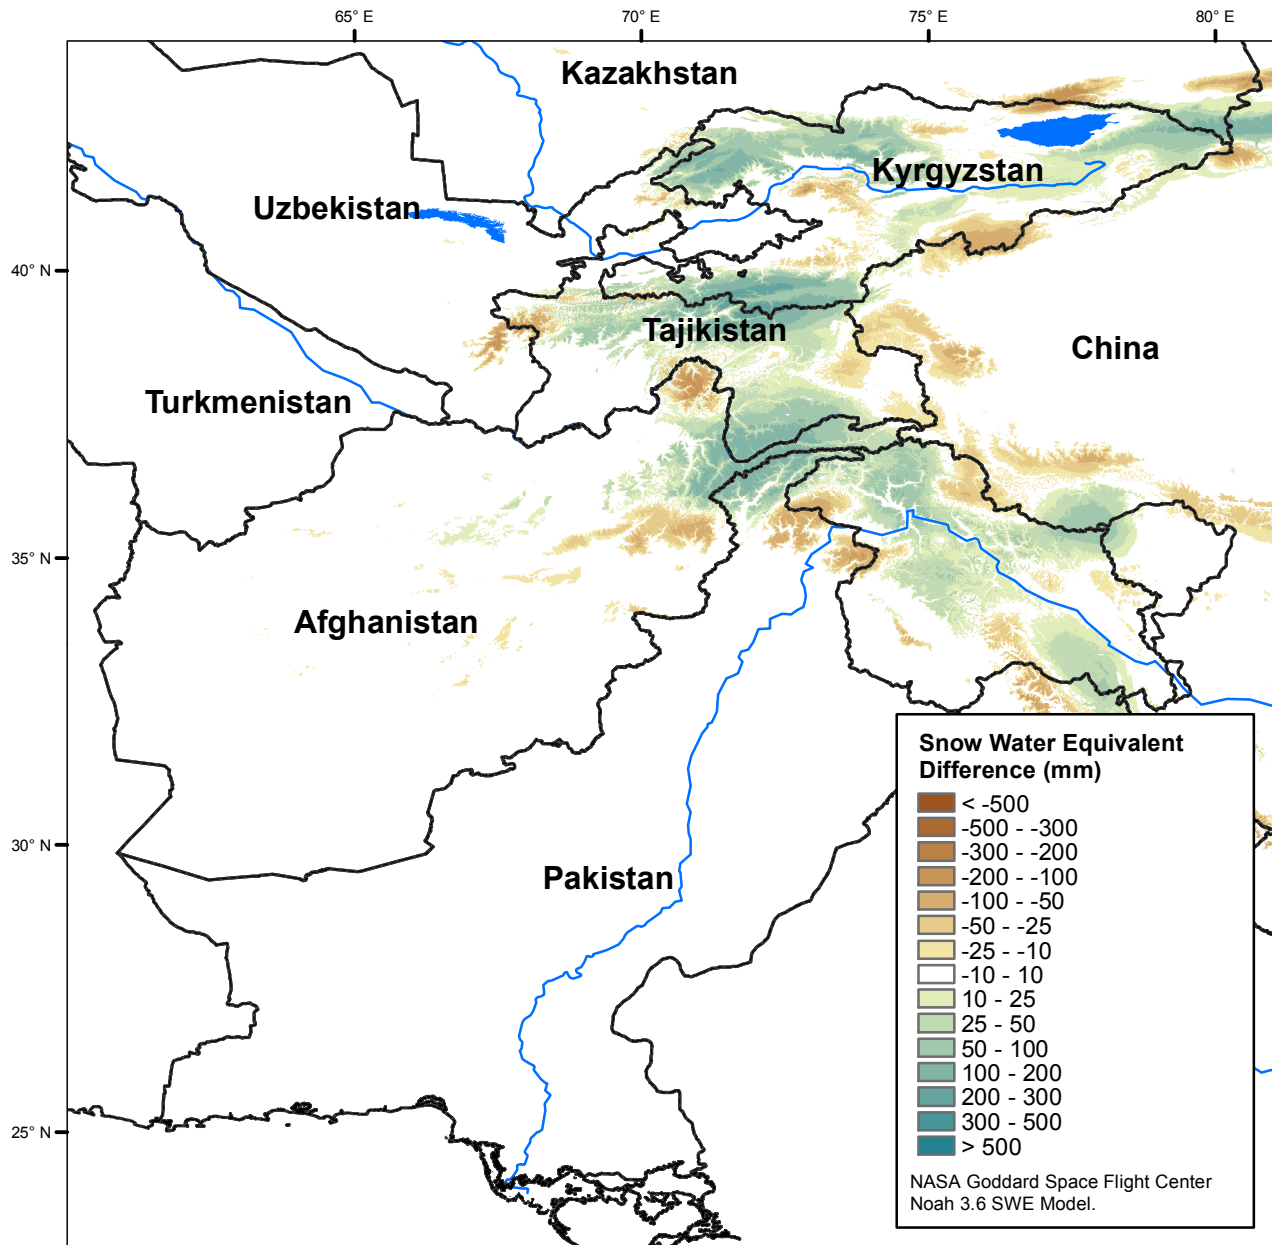 65° E 70° E 75° E 80° E
Kazakhstan
Kyrgyzstan
Uzbekistan
40° N
Tajikistan
China
Turkmenistan
35° N
Afghanistan
Snow Water Equivalent
Difference (mm)
< -500
-500 - -300
-300 - -200
-200 - -100
-100 - -50
-50 - -25
-25 - -10
-10 - 10
10 - 25
25 - 50
50 - 100
100 - 200
200 - 300
300 - 500
> 500
NASA Goddard Space Flight Center
Noah 3.6 SWE Model.
30° N
Pakistan
25° N